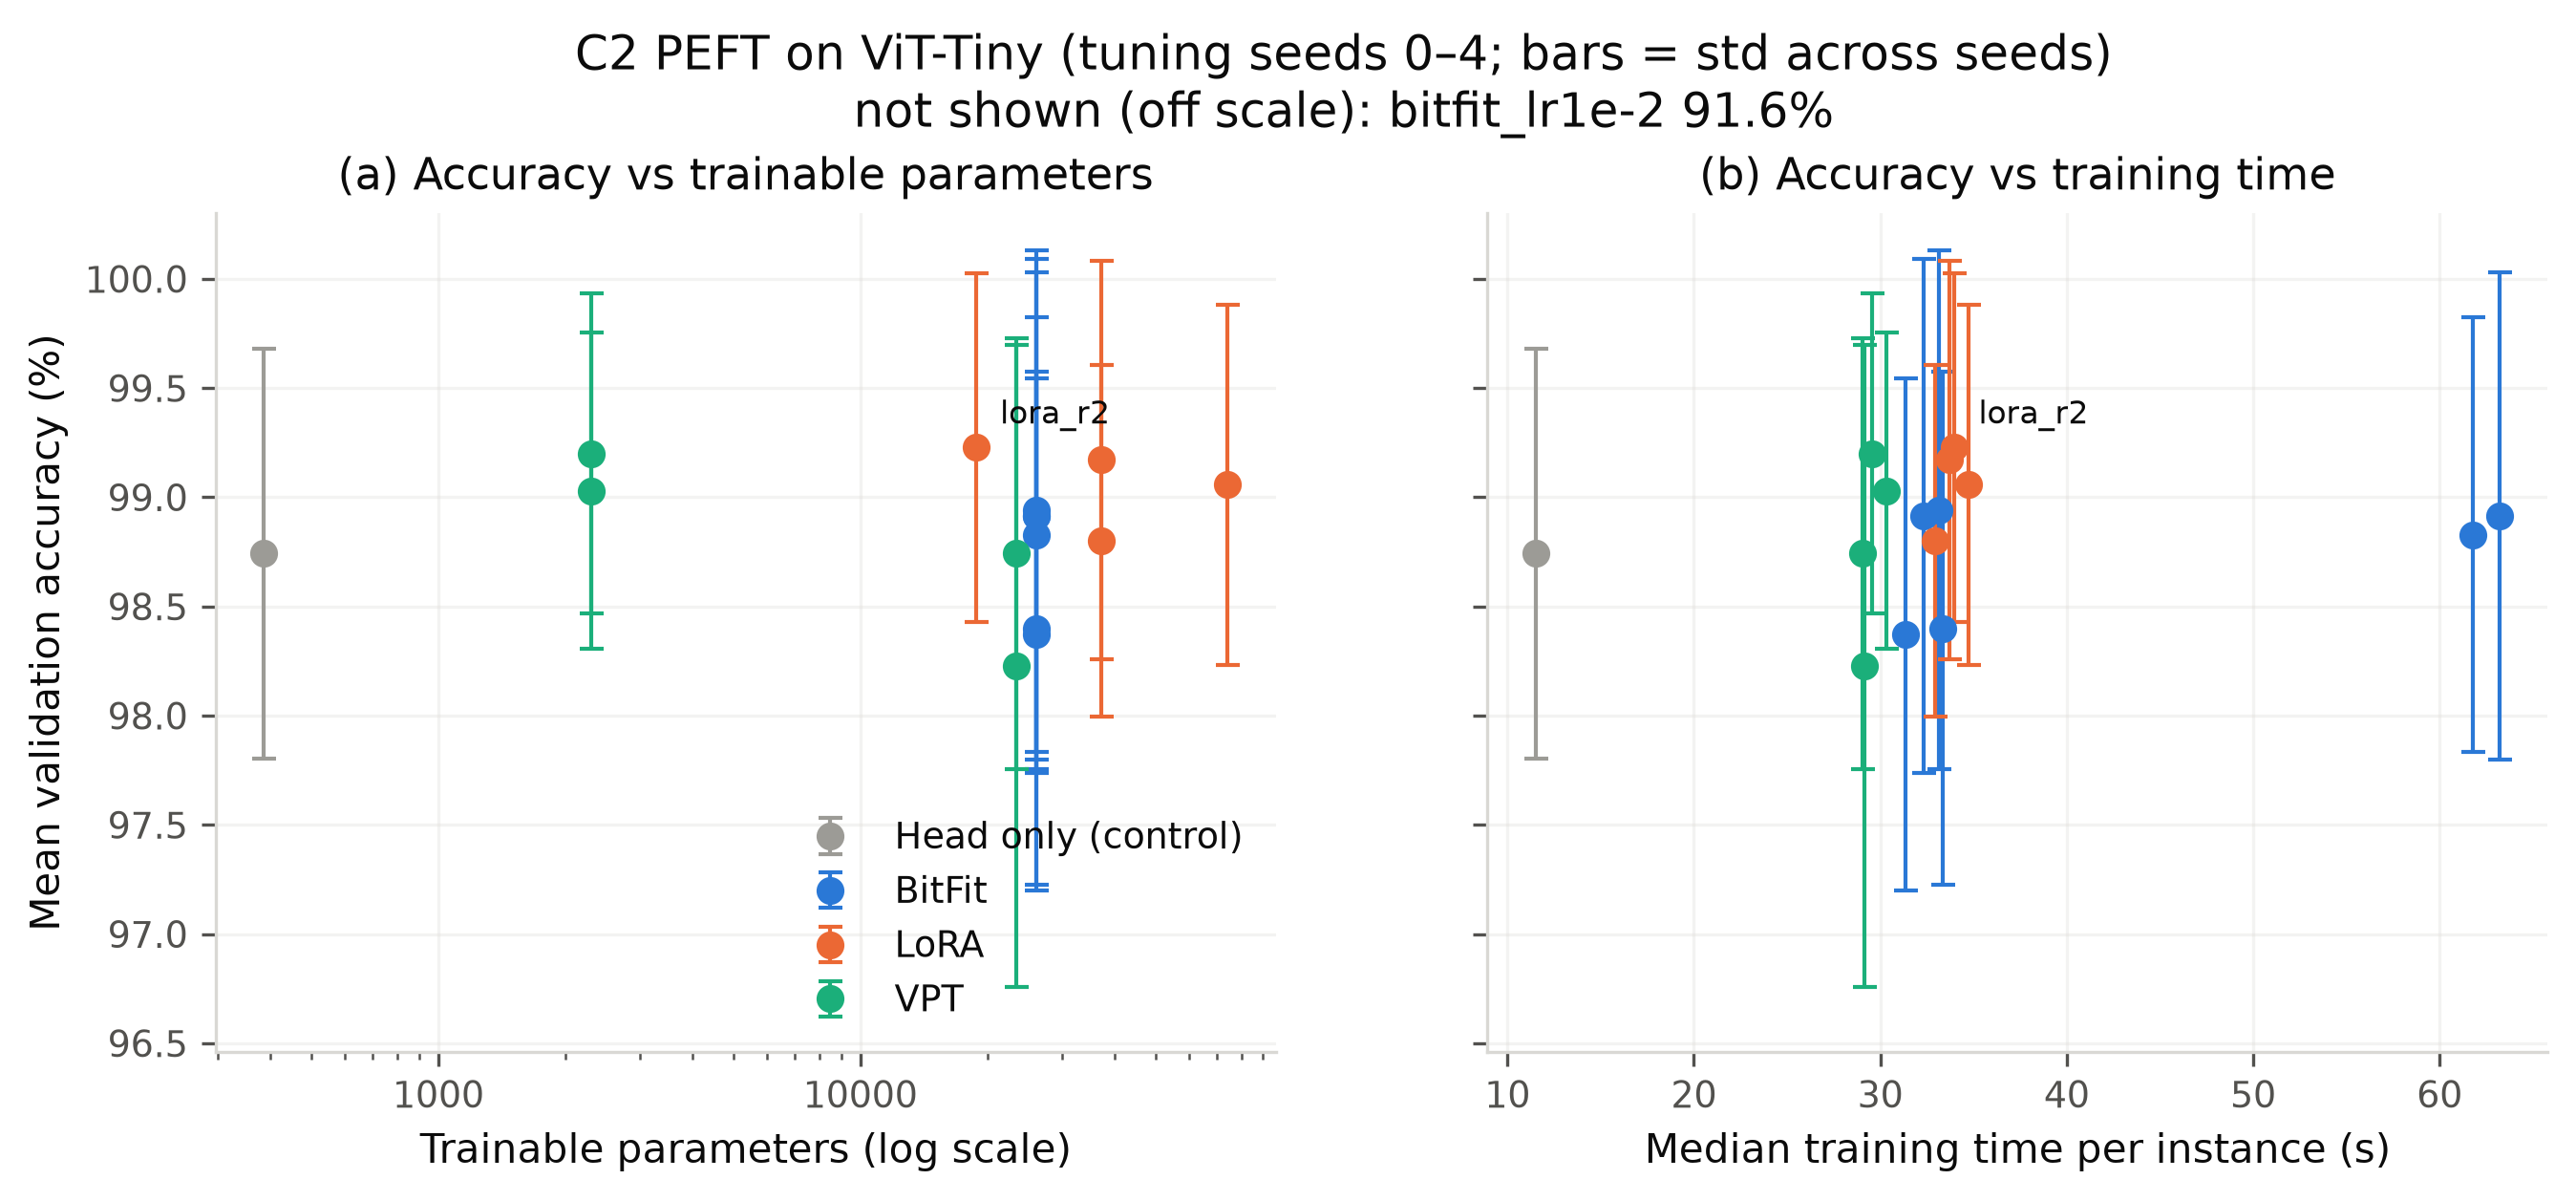 C2 PEFT on ViT-Tiny (tuning seeds 0–4; bars = std across seeds)
not shown (off scale): bitfit_lr1e-2 91.6%
(a) Accuracy vs trainable parameters
Mean validation accuracy (%)
100.0
99.5
99.0
98.5
98.0
97.5
97.0
96.5
lora_r2
Head only (control)
BitFit
LoRA
VPT
1000
10000
Trainable parameters (log scale)
(b) Accuracy vs training time
lora_r2
10
20
30
40
50
60
Median training time per instance (s)